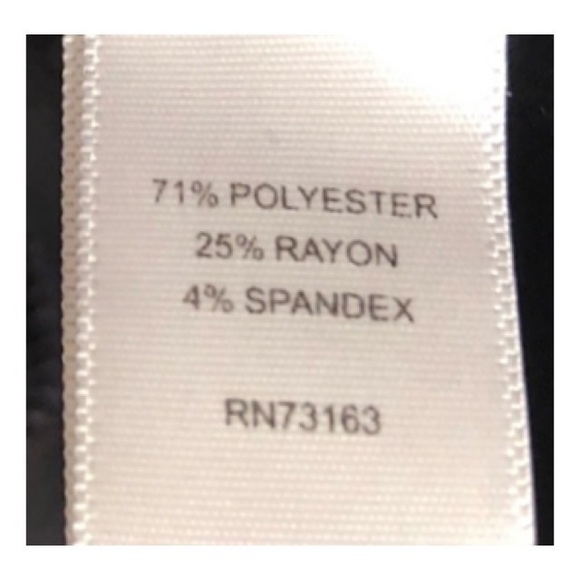 71% POLYESTER
25% RAYON
4% SPANDEX
RN73163